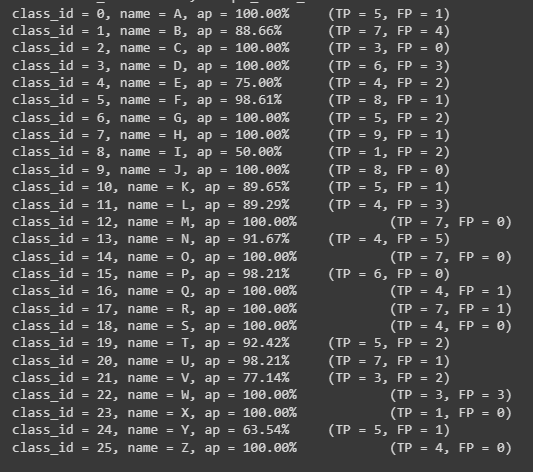 class_id = 0, name = A, ap = 100.00% (TP = 5, FP = 1)
class_id = 1, name = B, ap = 88.66% (TP = 7, FP = 4)
class_id = 2, name = C, ap = 100.00% (TP = 3, FP = 0)
class_id = 3, name = D, ap = 100.00% (TP = 6, FP = 3)
class_id = 4, name = E, ap = 75.00% (TP = 4, FP = 2)
class_id = 5, name = F, ap = 98.61% (TP = 8, FP = 1)
class_id = 6, name = G, ap = 100.00% (TP = 5, FP = 2)
class_id = 7, name = H, ap = 100.00% (TP = 9, FP = 1)
class_id = 8, name = I, ap = 50.00% (TP = 1, FP = 2)
class_id = 9, name = J, ap = 100.00% (TP = 8, FP = 0)
class_id = 10, name = K, ap = 89.65% (TP = 5, FP = 1)
class_id = 11, name = L, ap = 89.29% (TP = 4, FP = 3)
class_id = 12, name = M, ap = 100.00% (TP = 7, FP = 0)
class_id = 13, name = N, ap = 91.67% (TP = 4, FP = 5)
class_id = 14, name = O, ap = 100.00% (TP = 7, FP = 0)
class_id = 15, name = P, ap = 98.21% (TP = 6, FP = 0)
class_id = 16, name = Q, ap = 100.00% (TP = 4, FP = 1)
class_id = 17, name = R, ap = 100.00% (TP = 7, FP = 1)
class_id = 18, name = S, ap = 100.00% (TP = 4, FP = 0)
class_id = 19, name = T, ap = 92.42% (TP = 5, FP = 2)
class_id = 20, name = U, ap = 98.21% (TP = 7, FP = 1)
class_id = 21, name = V, ap = 77.14% (TP = 3, FP = 2)
class_id = 22, name = W, ap = 100.00% (TP = 3, FP = 3)
class_id = 23, name = X, ap = 100.00% (TP = 1, FP = 0)
class_id = 24, name = Y, ap = 63.54% (TP = 5, FP = 1)
class_id = 25, name = Z, ap = 100.00% (TP = 4, FP = 0)